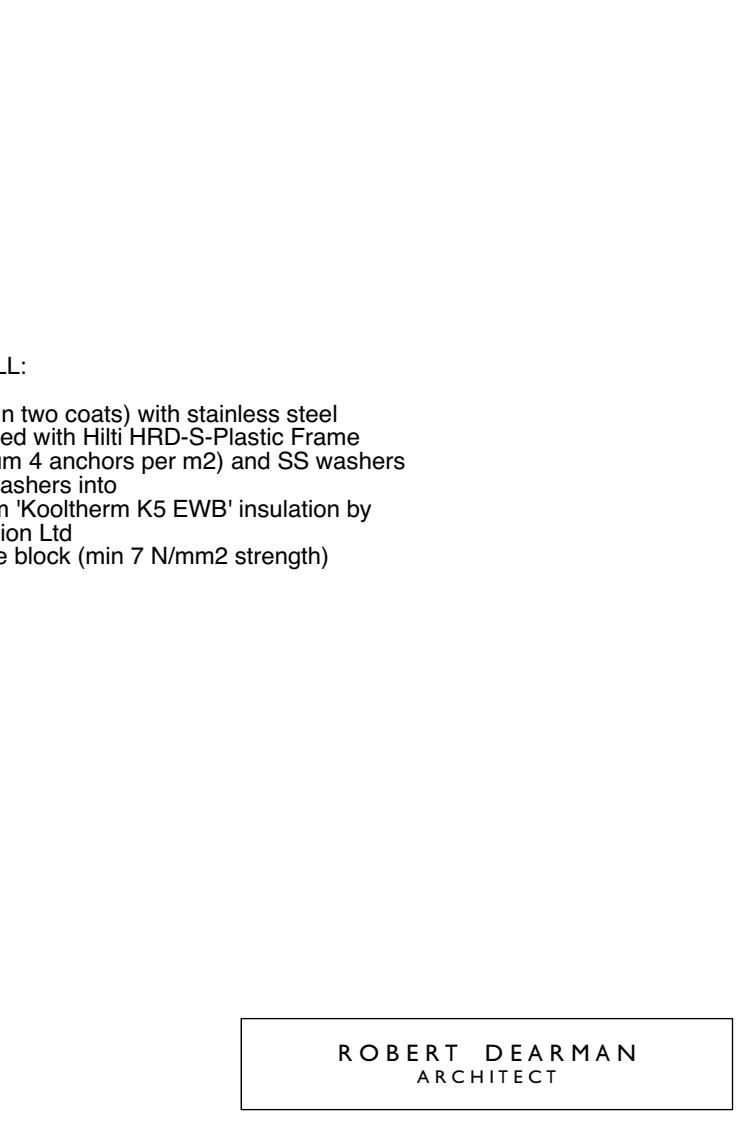 LL:
n two coats) with stainless steel
ed with Hilti HRD-S-Plastic Frame
um 4 anchors per m2) and SS washers
ashers into
'Kooltherm K5 EWB' insulation by
ion Ltd
e block (min 7 N/mm2 strength)
ROBERT DEARMAN
ARCHITECT